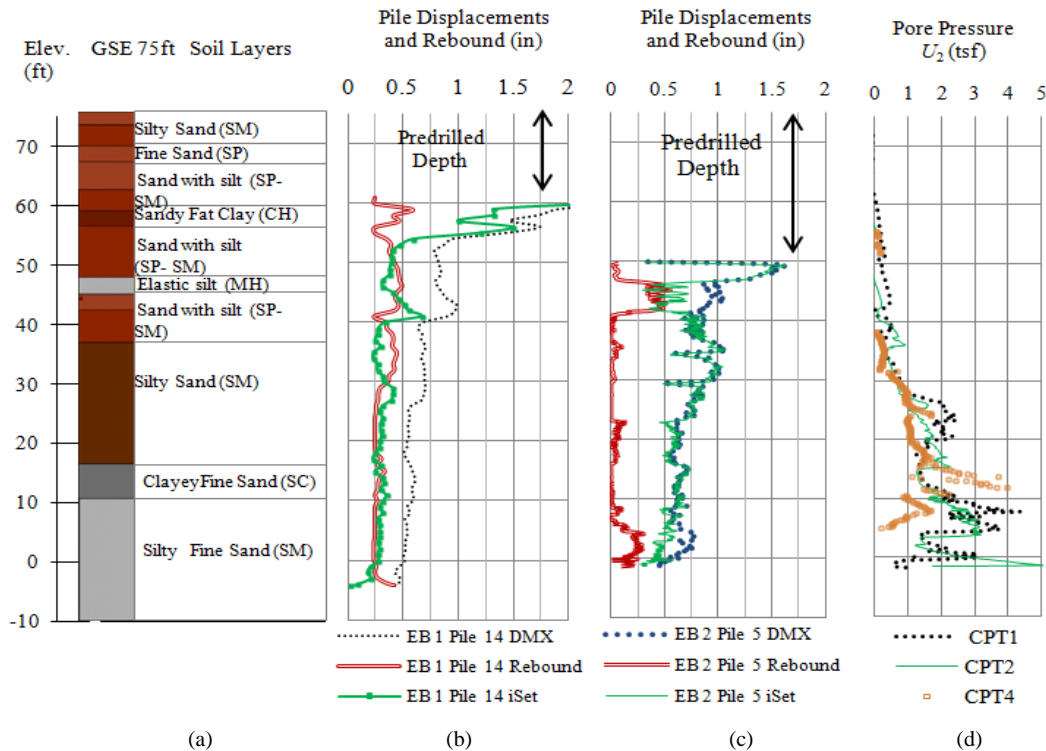 Elev.
(ft)
GSE 75ft Soil Layers
Pile Displacements
and Rebound (in)
Pile Displacements
and Rebound (in)
Pore Pressure
U2 (tsf)
0 0.5 1 1.5 2
0 0.5 1 1.5 2
0 1 2 3 4 5
70
60
50
40
30
20
10
0
-10
Silty Sand (SM)
Fine Sand (SP)
Sand with silt (SP-
SM)
Sandy Fat Clay (CH)
Sand with silt
(SP- SM)
Elastic silt (MH)
Sand with silt (SP-
SM)
Silty Sand (SM)
Clayey Fine Sand (SC)
Silty Fine Sand (SM)
Predrilled
Depth
Predrilled
Depth
EB 1 Pile 14 DMX
EB 1 Pile 14 Rebound
EB 1 Pile 14 iSet
EB 2 Pile 5 DMX
EB 2 Pile 5 Rebound
EB 2 Pile 5 iSet
CPT1
CPT2
CPT4
(a)
(b)
(c)
(d)